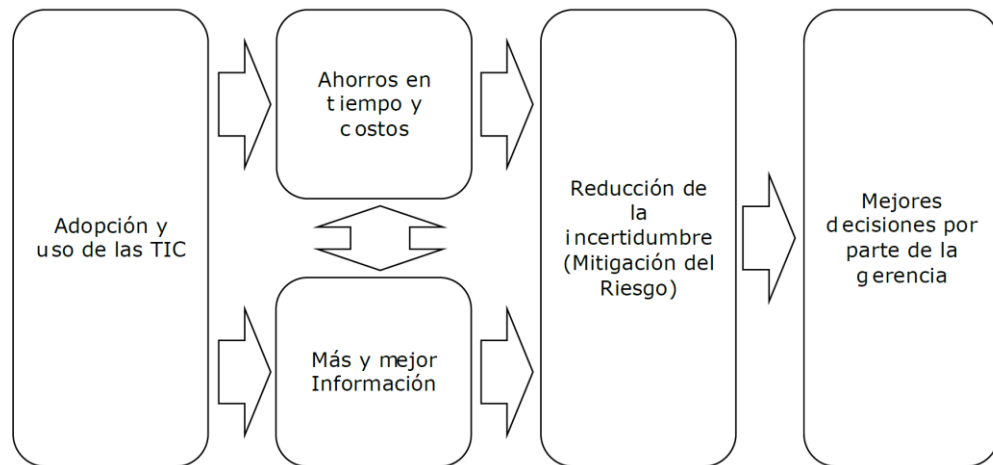 Adopción y
uso de las TIC
Ahorros en
tiempo y
costos
Más y mejor
Información
Reducción de
la
incertidumbre
(Mitigación del
Riesgo)
Mejores
decisiones por
parte de la
gerencia